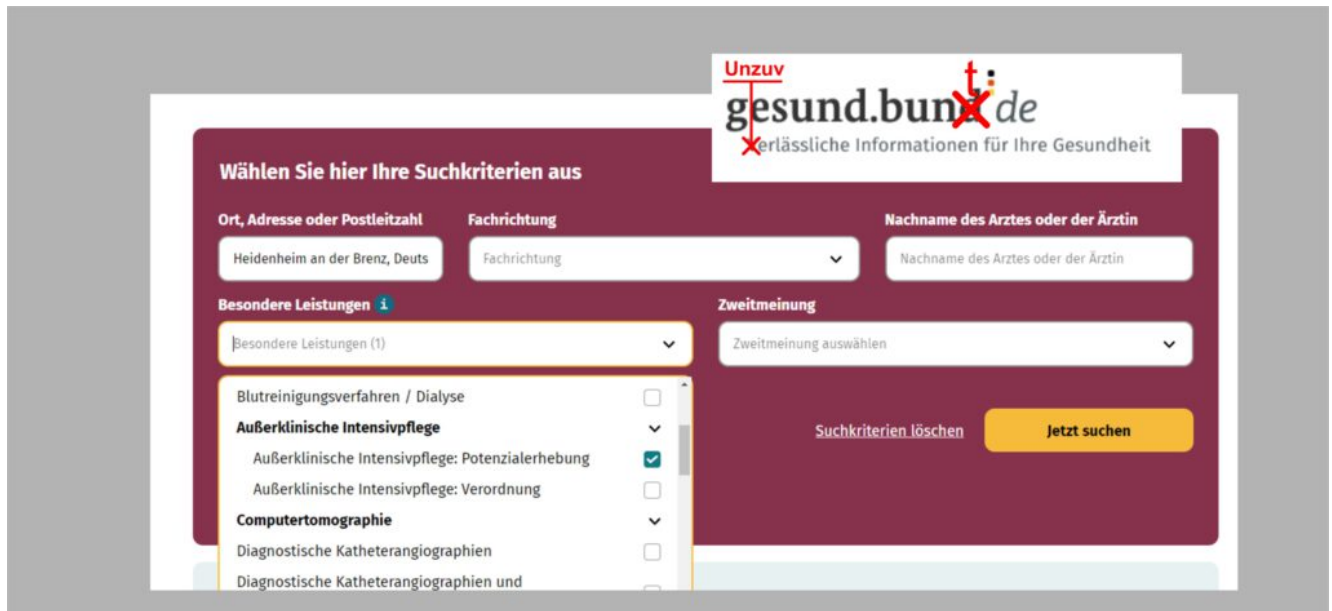 Unzuv
t
gesund.bund.de
verlässliche Informationen für Ihre Gesundheit
Wählen Sie hier Ihre Suchkriterien aus
Ort, Adresse oder Postleitzahl
Fachrichtung
Nachname des Arztes oder der Ärztin
Heidenheim an der Brenz, Deuts
Fachrichtung
Nachname des Arztes oder der Ärztin
Besondere Leistungen i
Zweitmeinung
Besondere Leistungen (1)
Zweitmeinung auswählen
Blutreinigungsverfahren / Dialyse
Außerklinische Intensivpflege
Außerklinische Intensivpflege: Potenzialerhebung
Außerklinische Intensivpflege: Verordnung
Computertomographie
Diagnostische Katheterangiographien
Diagnostische Katheterangiographien und
Suchkriterien löschen
Jetzt suchen